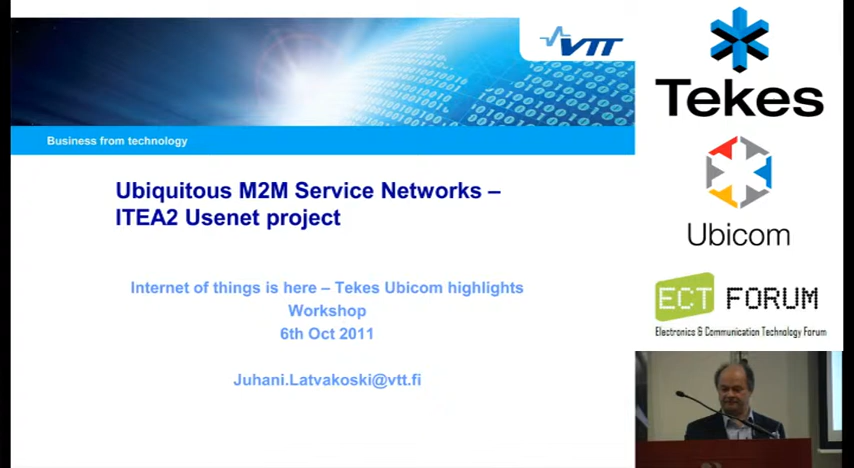 VTT
Business from technology
Ubiquitous M2M Service Networks –
ITEA2 Usenet project
Internet of things is here – Tekes Ubicom highlights
Workshop
6th Oct 2011
Juhani.Latvakoski@vtt.fi
Tekes
Ubicom
ECT FORUM
Electronics & Communication Technology Forum